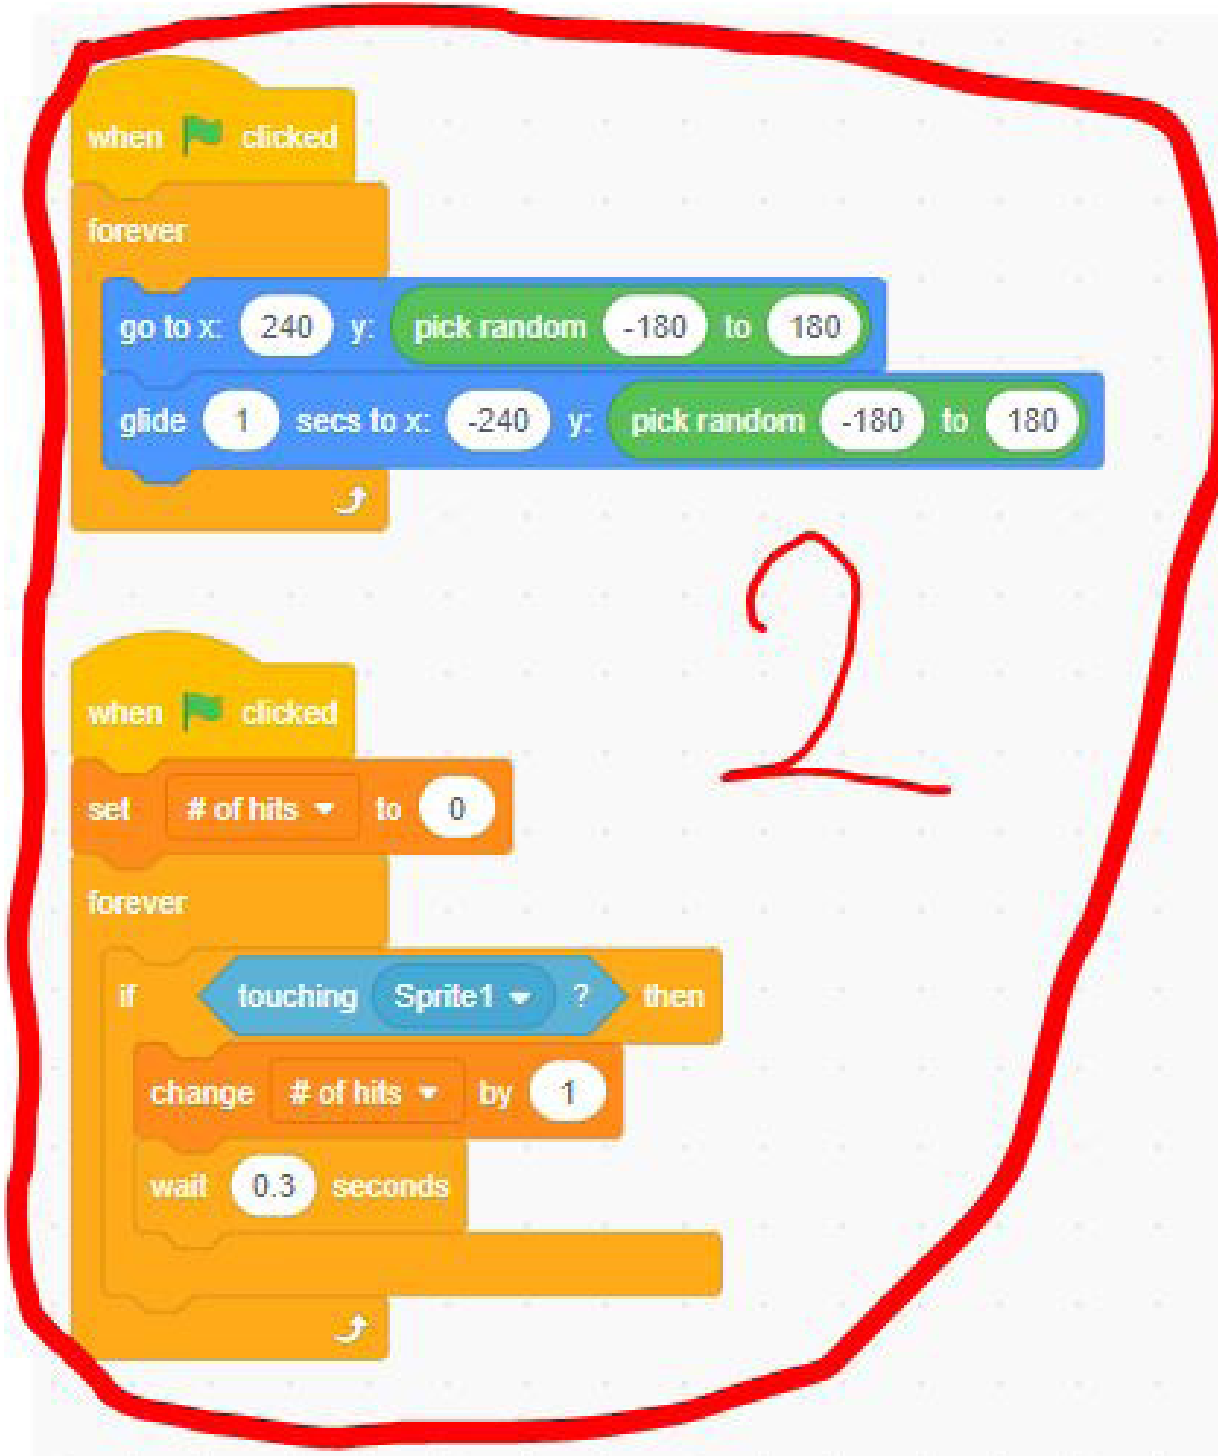 when clicked
forever
go to x: 240 y: pick random -180 to 180
glide 1 secs to x: -240 y: pick random -180 to 180
2
when clicked
set # of hits to 0
forever
if touching Sprite1 ? then
change # of hits by 1
wait 0.3 seconds